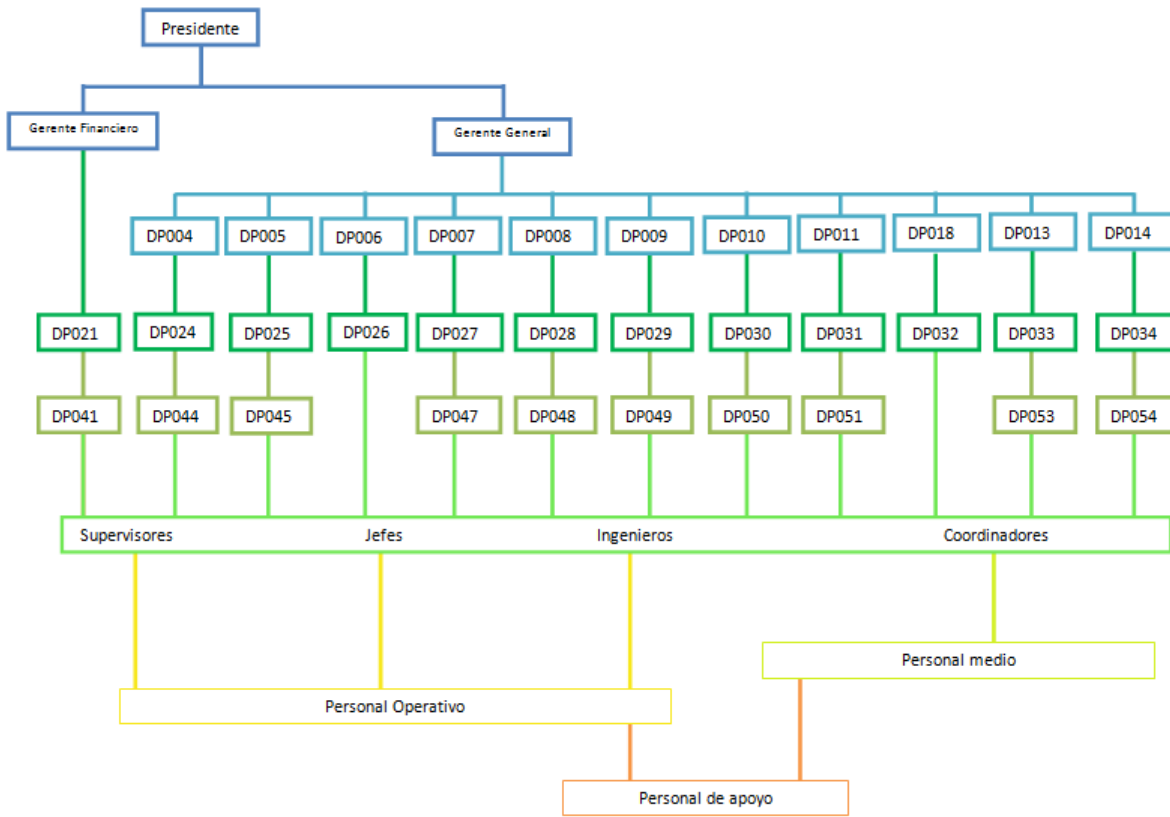 Presidente
Gerente Financiero
Gerente General
DP004 DP005 DP006 DP007 DP008 DP009 DP010 DP011 DP018 DP013 DP014
DP021 DP024 DP025 DP026 DP027 DP028 DP029 DP030 DP031 DP032 DP033 DP034
DP041 DP044 DP045 DP047 DP048 DP049 DP050 DP051 DP053 DP054
Supervisores Jefes Ingenieros Coordinadores
Personal medio
Personal Operativo
Personal de apoyo